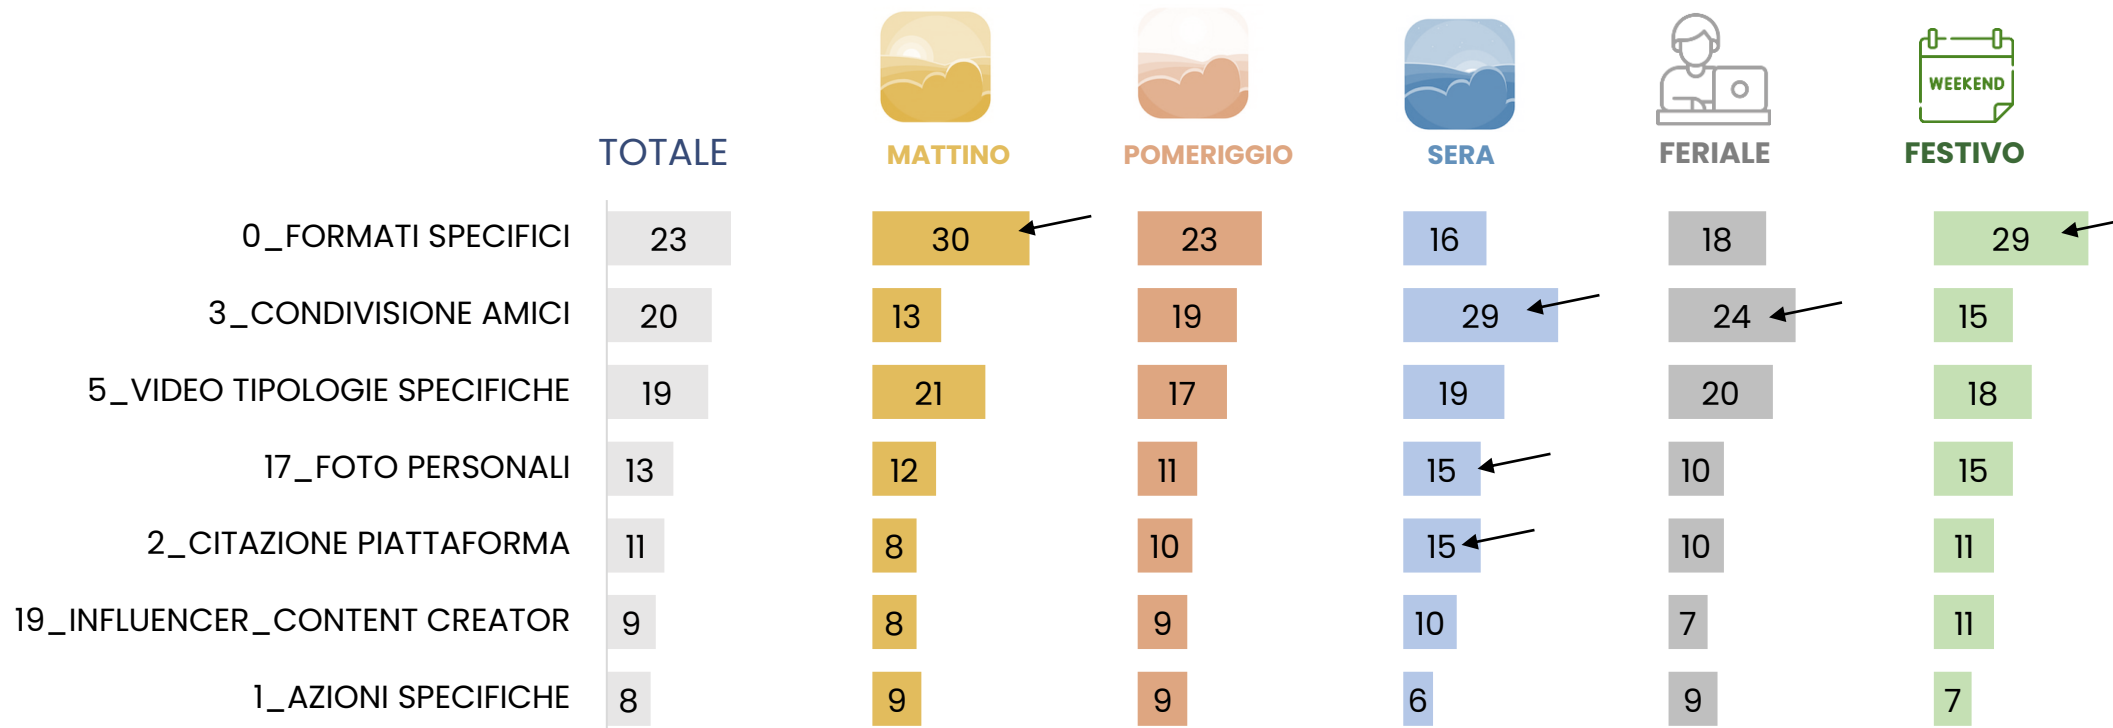 WEEKEND
TOTALE MATTINO POMERIGGIO SERA FERIALE FESTIVO
0_FORMATI SPECIFICI 23 30 23 16 18 29
3_CONDIVISIONE AMICI 20 13 19 29 24 15
5_VIDEO TIPOLOGIE SPECIFICHE 19 21 17 19 20 18
17_FOTO PERSONALI 13 12 11 15 10 15
2_CITAZIONE PIATTAFORMA 11 8 10 15 10 11
19_INFLUENCER_CONTENT CREATOR 9 8 9 10 7 11
1_AZIONI SPECIFICHE 8 9 9 6 9 7